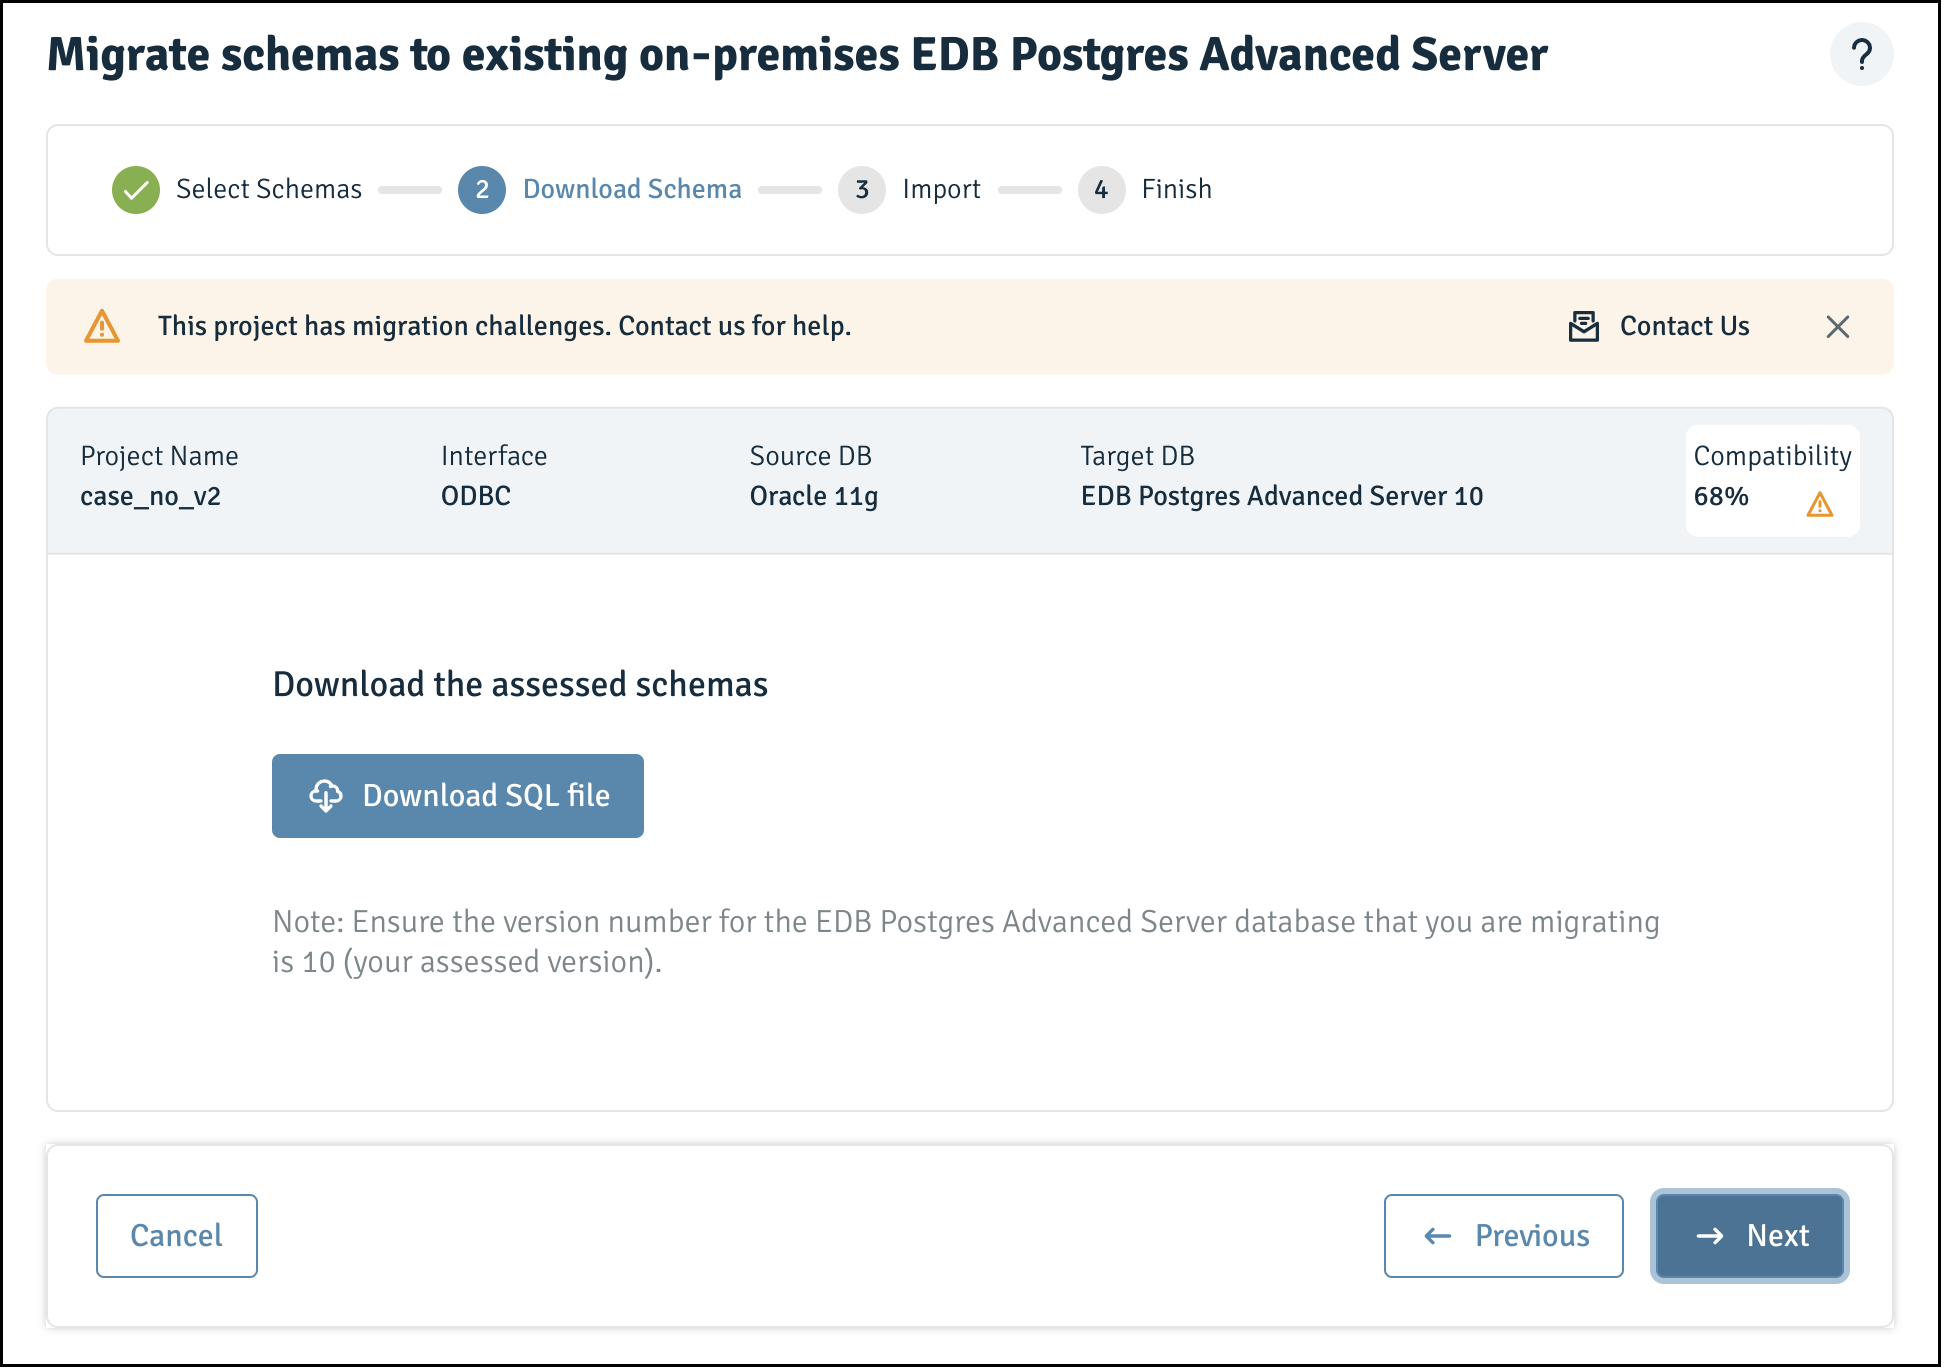 Migrate schemas to existing on-premises EDB Postgres Advanced Server
?
Select Schemas
2 Download Schema
3 Import
4 Finish
This project has migration challenges. Contact us for help.
Contact Us
Project Name
case_no_v2
Interface
ODBC
Source DB
Oracle 11g
Target DB
EDB Postgres Advanced Server 10
Compatibility
68%
Download the assessed schemas
Download SQL file
Note: Ensure the version number for the EDB Postgres Advanced Server database that you are migrating
is 10 (your assessed version).
Cancel
Previous
Next